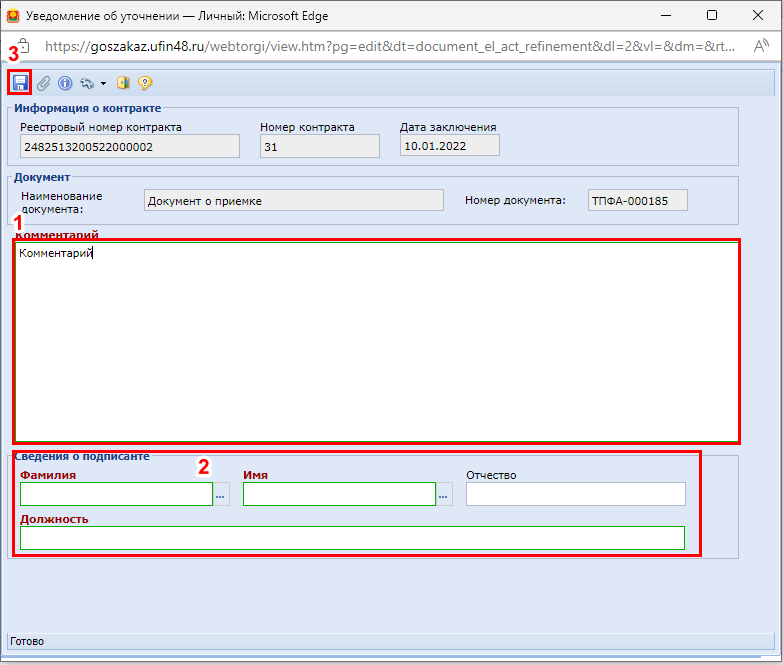 Уведомление об уточнении — Личный: Microsoft Edge
https://goszakaz.ufin48.ru/webtorgi/view.htm?pg=edit&dt=document_el_act_refinement&dl=2&vl=&dm=&rt...
3
Информация о контракте
Реестровый номер контракта Номер контракта Дата заключения
2482513200522000002 31 10.01.2022
Документ
Наименование документа: Документ о приемке Номер документа: ТПФА-000185
1
Комментарий
Комментарий
Сведения о подписанте
2
Фамилия Имя Отчество
... ...
Должность
Готово